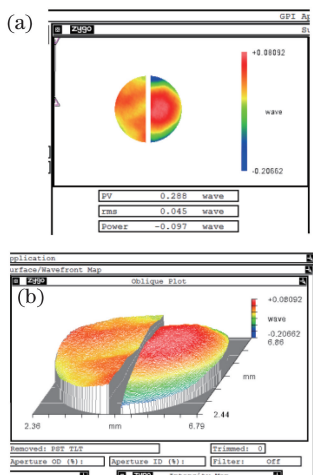 (a)
GPI Ap
zygo
Su
+0.08092
wave
-0.20662
PV 0.288 wave
rms 0.045 wave
Power -0.097 wave
pplication
urface/Wavefront Map
zygo Oblique Plot
(b)
+0.08092
wave
-0.20662
6.86
mm
2.44
2.36 mm 6.79
Removed: PST TLT Trimmed: 0
Aperture OD (%): Aperture ID (%): Filter: Off